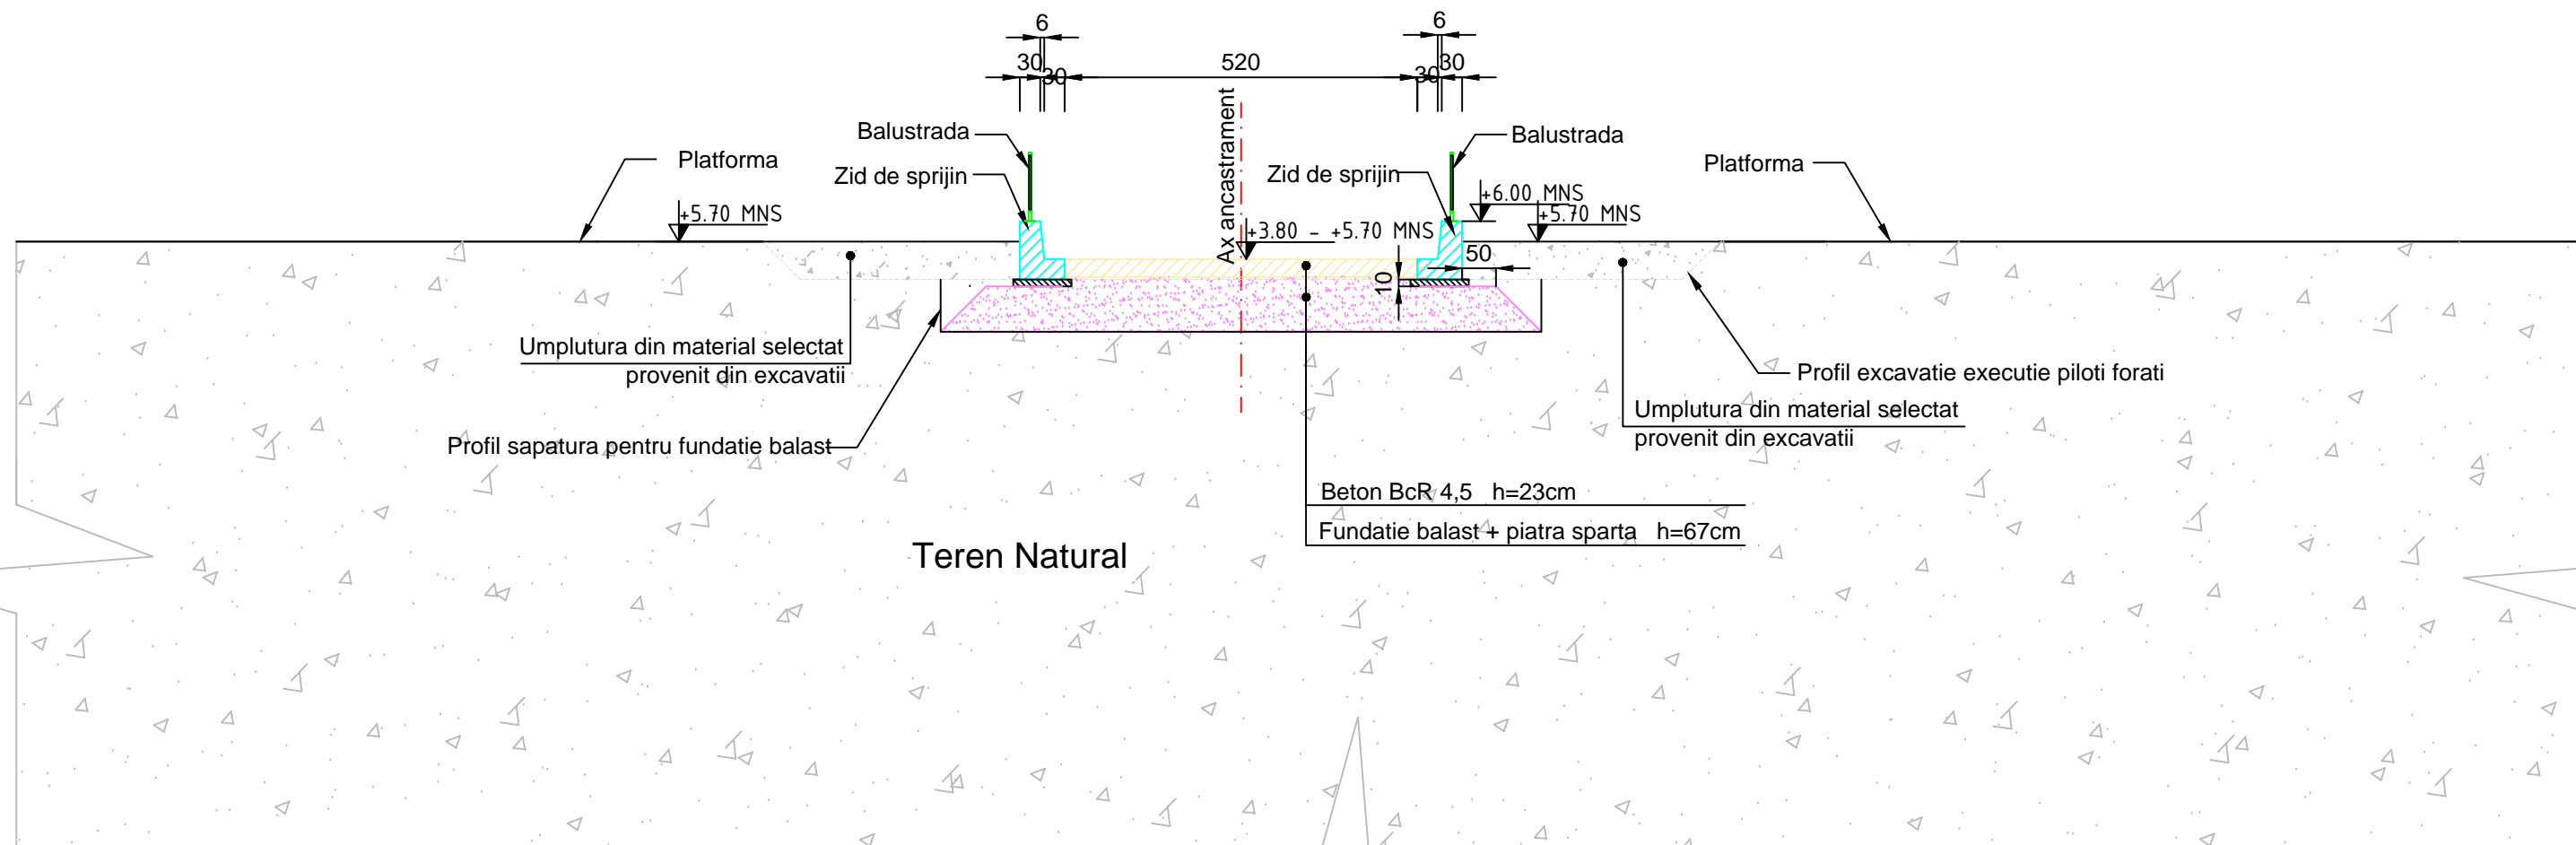 6
6
30
30
520
30
30
Ax ancastrament
Balustrada
Balustrada
Platforma
Platforma
Zid de sprijin
Zid de sprijin
+6.00 MNS
+5.70 MNS
+5.70 MNS
+3.80 - +5.70 MNS
50
10
Umplutura din material selectat
provenit din excavatii
Profil excavatie executie piloti forati
Umplutura din material selectat
provenit din excavatii
Profil sapatura pentru fundatie balast
Beton BcR 4,5 h=23cm
Fundatie balast + piatra sparta h=67cm
Teren Natural